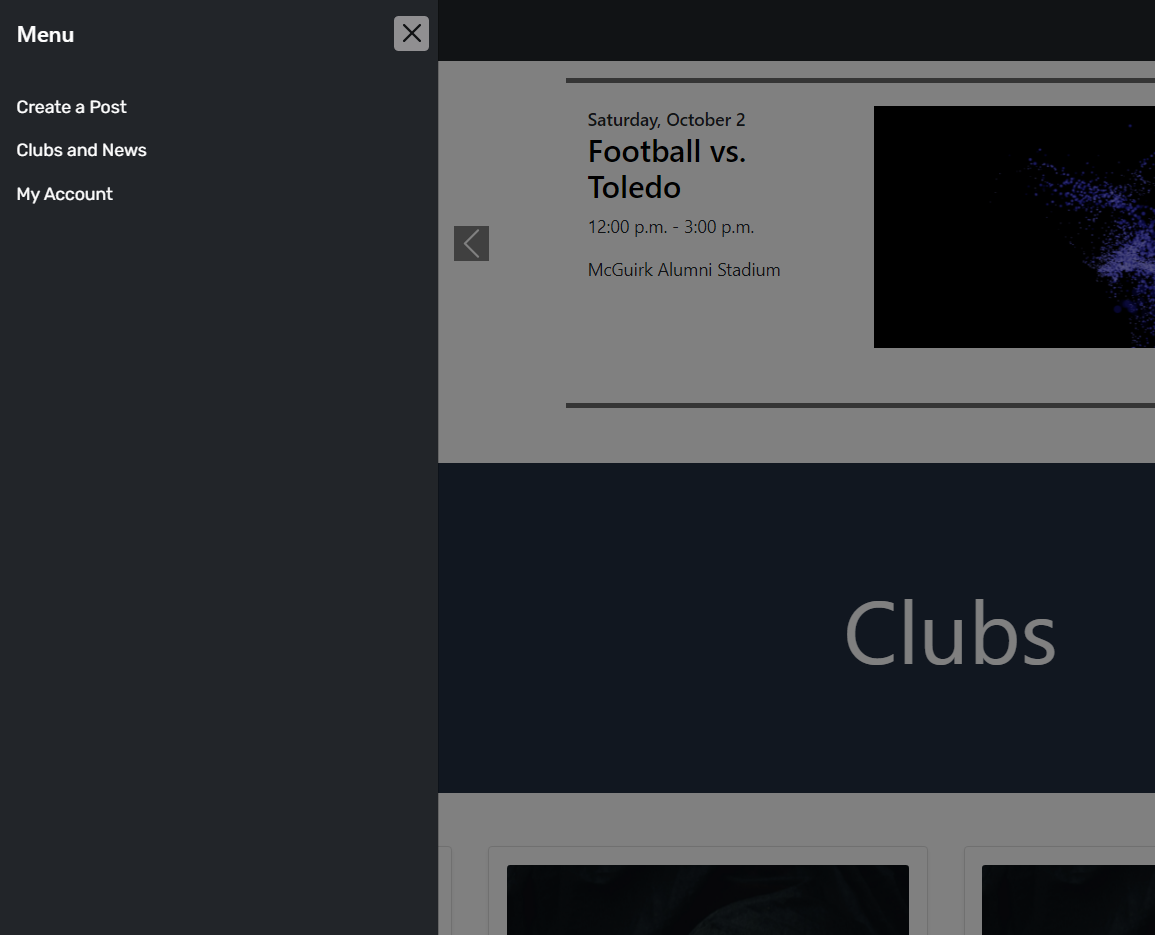 Menu
Create a Post
Clubs and News
My Account
Saturday, October 2
Football vs.
Toledo
12:00 p.m. - 3:00 p.m.
McGuirk Alumni Stadium
Clubs